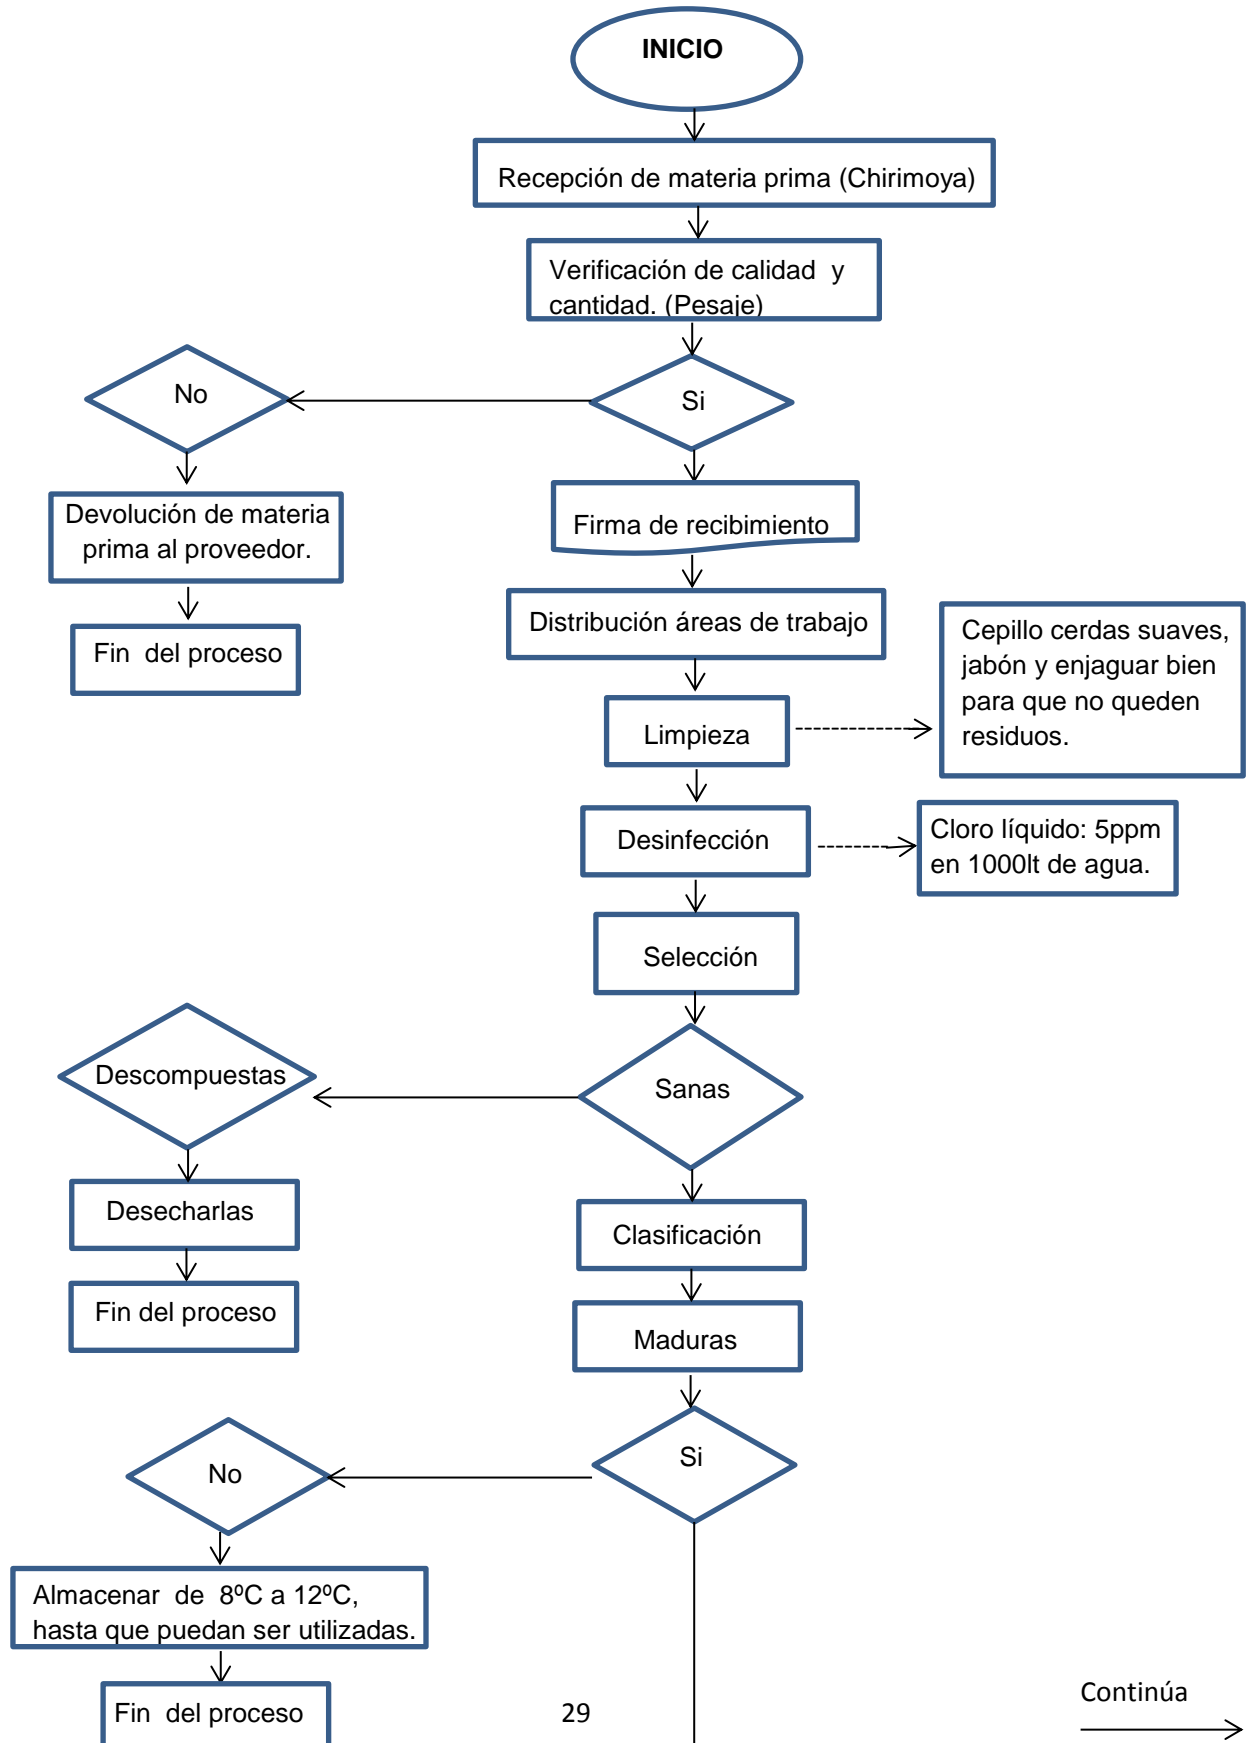 INICIO
Recepción de materia prima (Chirimoya)
Verificación de calidad y
cantidad. (Pesaje)
No
Si
Devolución de materia
prima al proveedor.
Firma de recibimiento
Fin del proceso
Distribución áreas de trabajo
Cepillo cerdas suaves,
jabón y enjaguar bien
para que no queden
residuos.
Limpieza
Desinfección
Cloro líquido: 5ppm
en 1000lt de agua.
Selección
Descompuestas
Sanas
Desecharlas
Clasificación
Fin del proceso
Maduras
No
Si
Almacenar de 8ºC a 12ºC,
hasta que puedan ser utilizadas.
Fin del proceso
29
Continúa